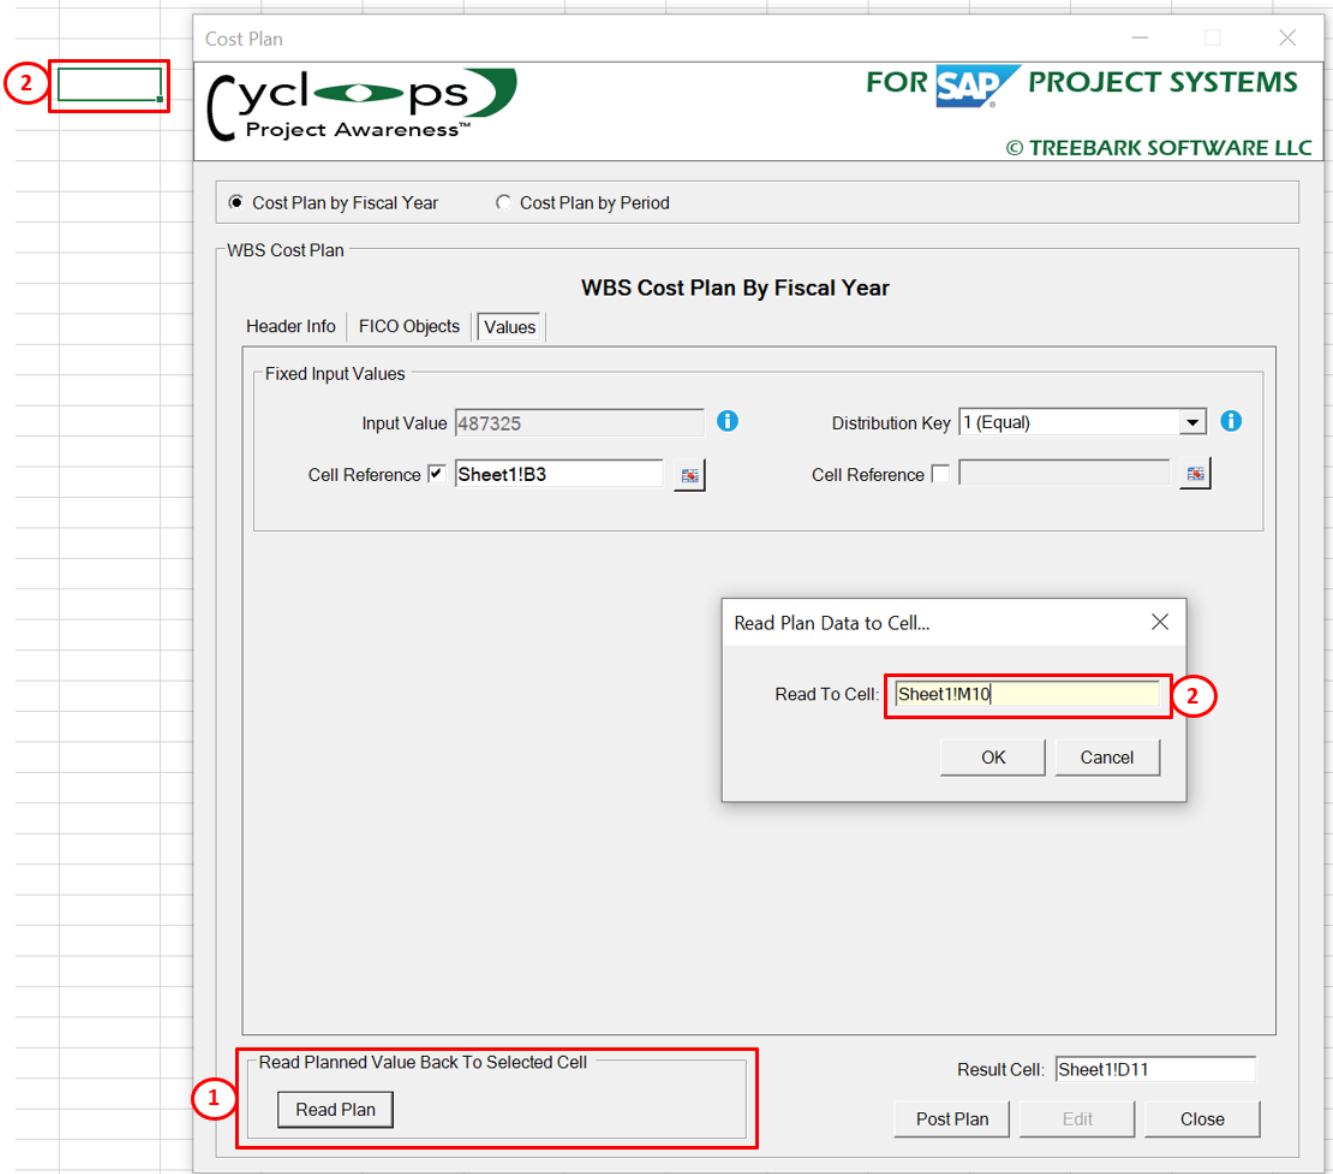 Cost Plan
2
Cycloops
Project Awareness™
FOR SAP® PROJECT SYSTEMS
© TREEBARK SOFTWARE LLC
Cost Plan by Fiscal Year
Cost Plan by Period
WBS Cost Plan
WBS Cost Plan By Fiscal Year
Header Info
FICO Objects
Values
Fixed Input Values
Input Value 487325
Distribution Key 1 (Equal)
Cell Reference Sheet1!B3
Cell Reference
Read Plan Data to Cell...
Read To Cell: Sheet1!M10
2
OK
Cancel
Read Planned Value Back To Selected Cell
1
Read Plan
Result Cell: Sheet1!D11
Post Plan
Edit
Close